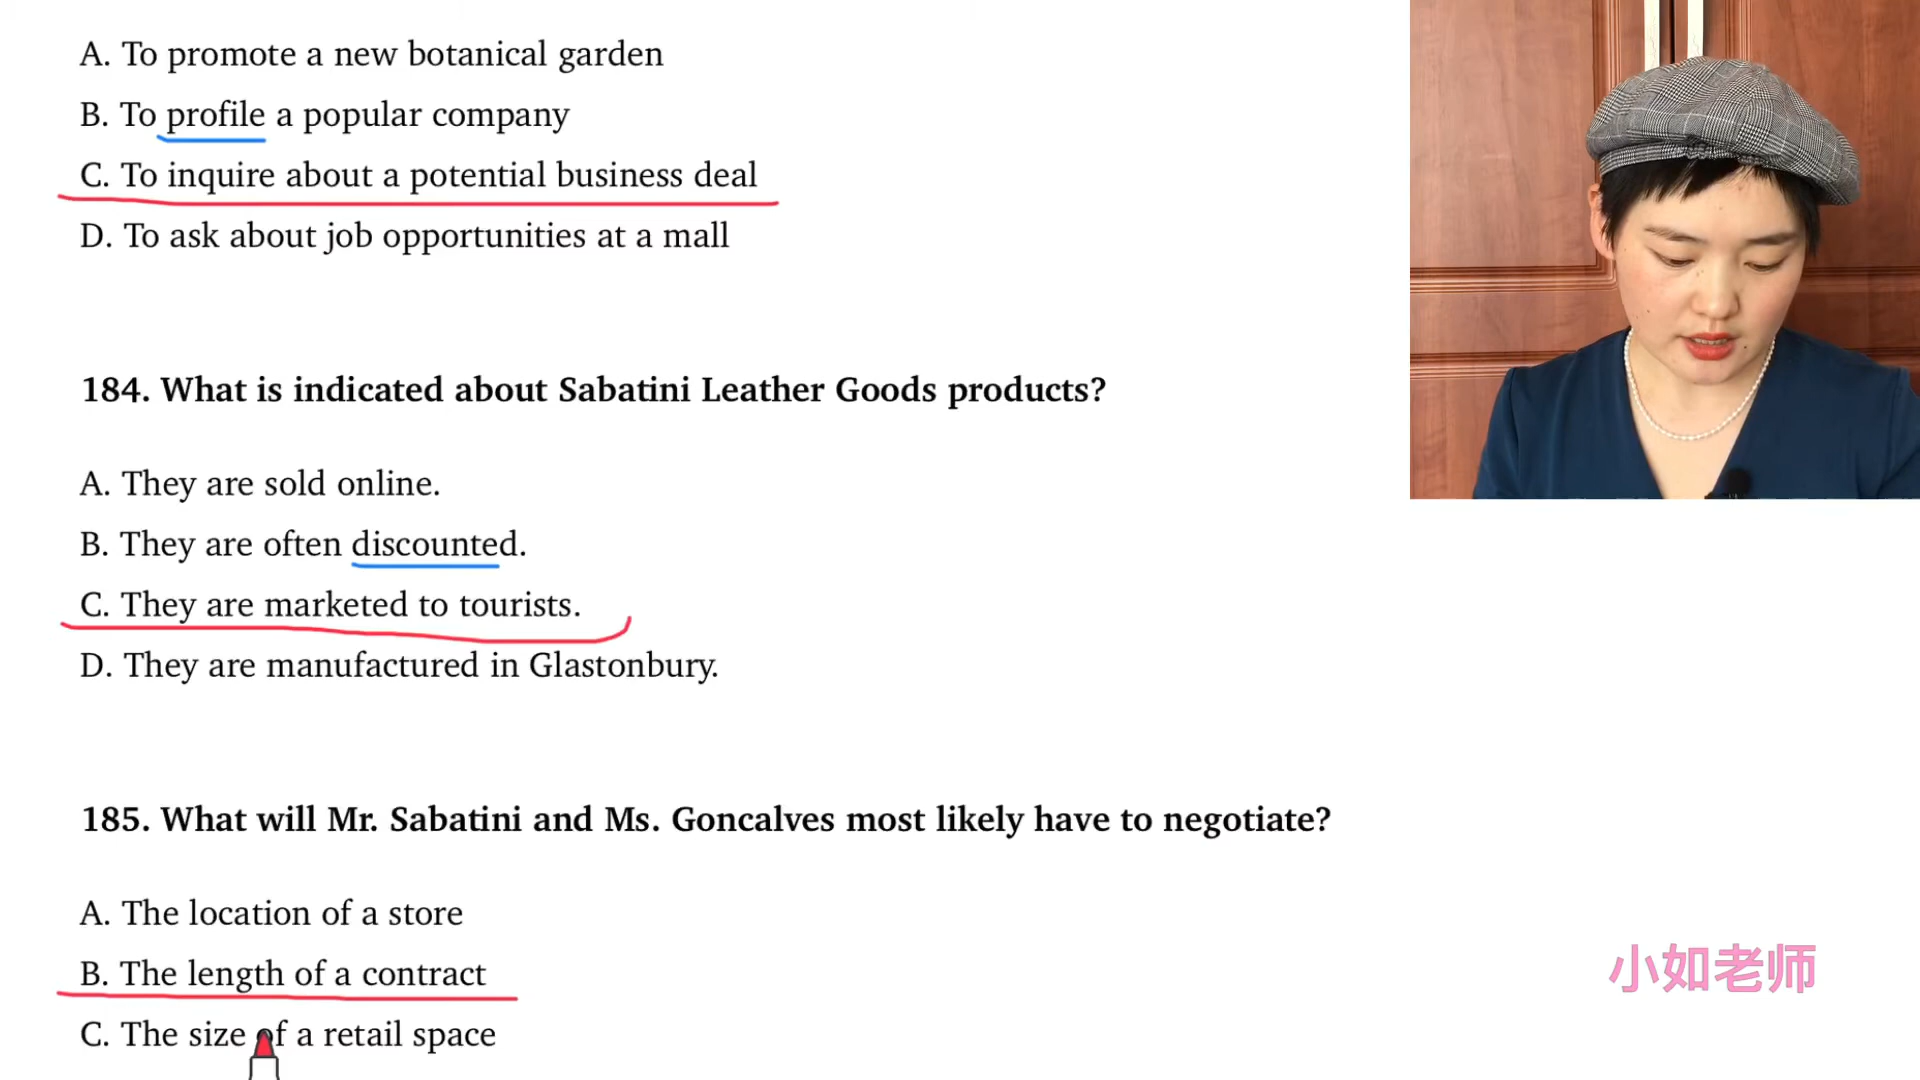 A. To promote a new botanical garden
B. To profile a popular company
C. To inquire about a potential business deal
D. To ask about job opportunities at a mall
184. What is indicated about Sabatini Leather Goods products?
A. They are sold online.
B. They are often discounted.
C. They are marketed to tourists.
D. They are manufactured in Glastonbury.
185. What will Mr. Sabatini and Ms. Goncalves most likely have to negotiate?
A. The location of a store
B. The length of a contract
C. The size of a retail space
小如老师